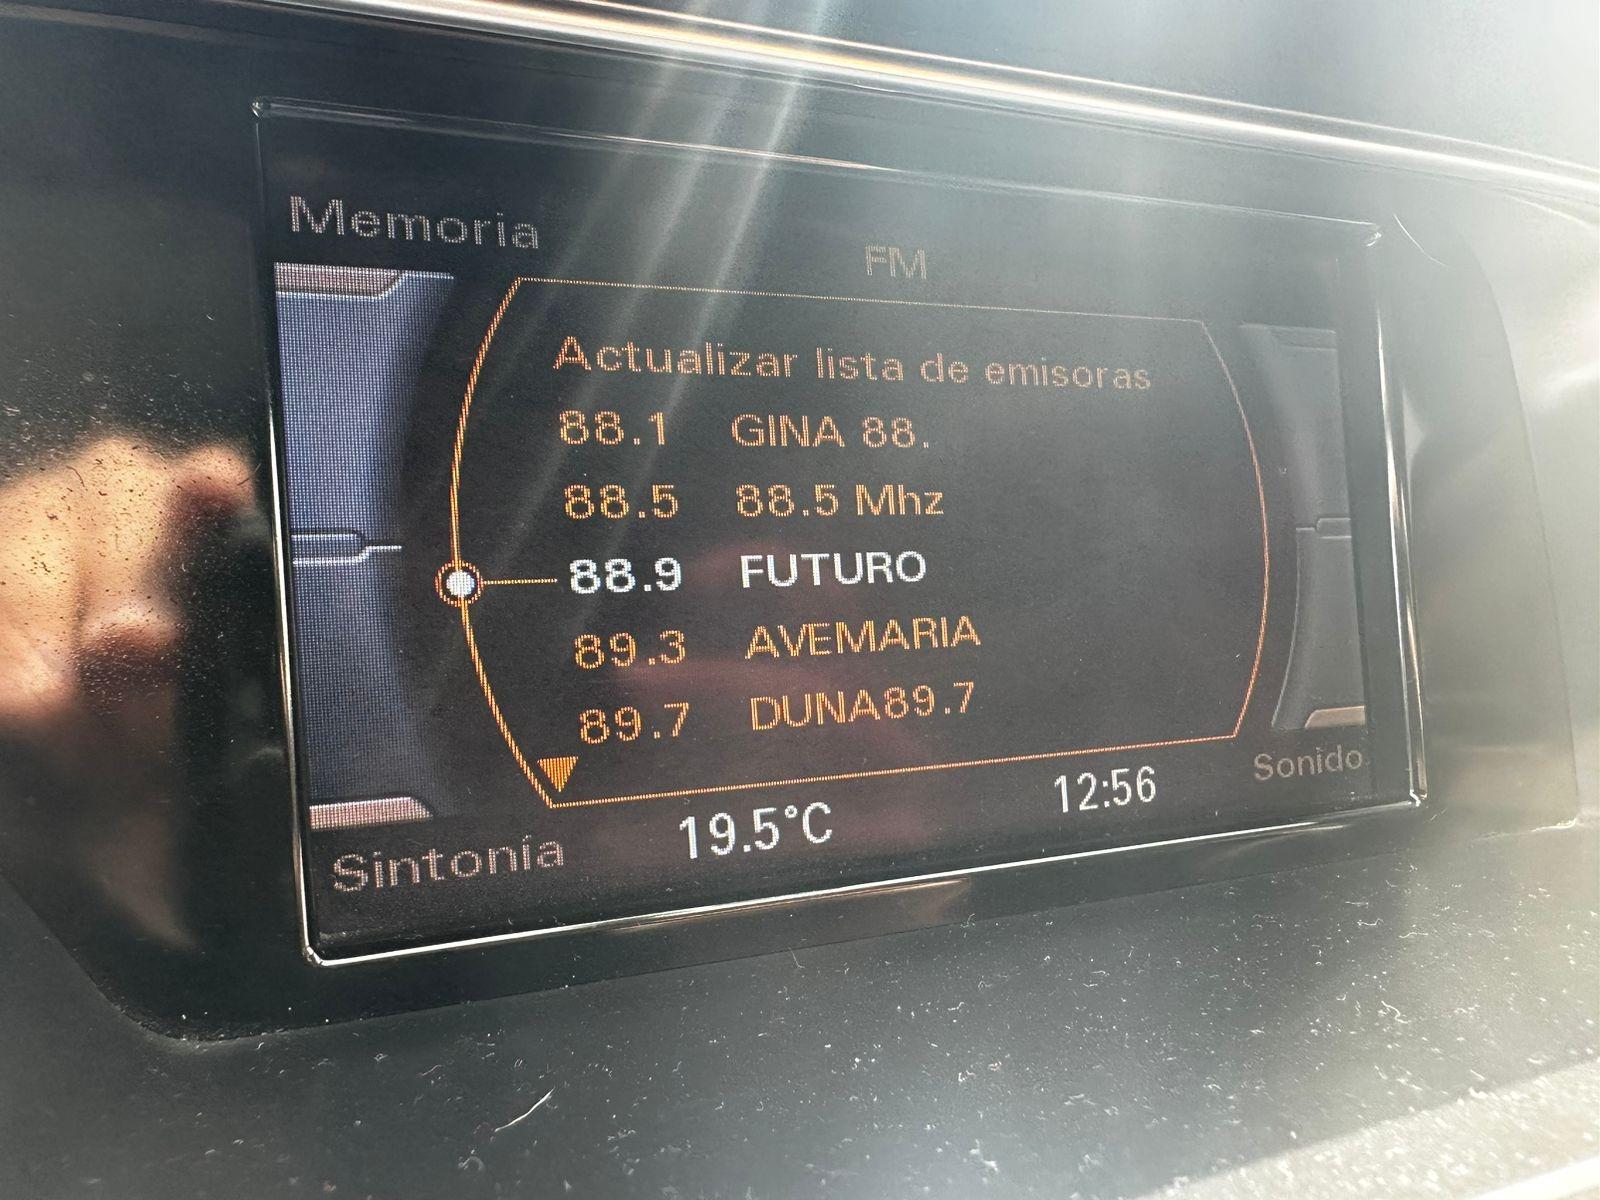 Memoria
FM
Actualizar lista de emisoras
88.1 GINA 88.
88.5 88.5 Mhz
88.9 FUTURO
89.3 AVEMARIA
89.7 DUNA89.7
Sonido
12:56
19.5°C
Sintonía